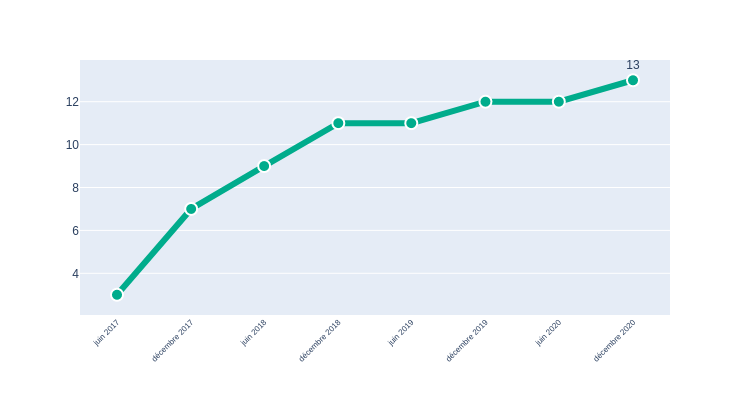 13
12
10
8
6
4
juin 2017
décembre 2017
juin 2018
décembre 2018
juin 2019
décembre 2019
juin 2020
décembre 2020